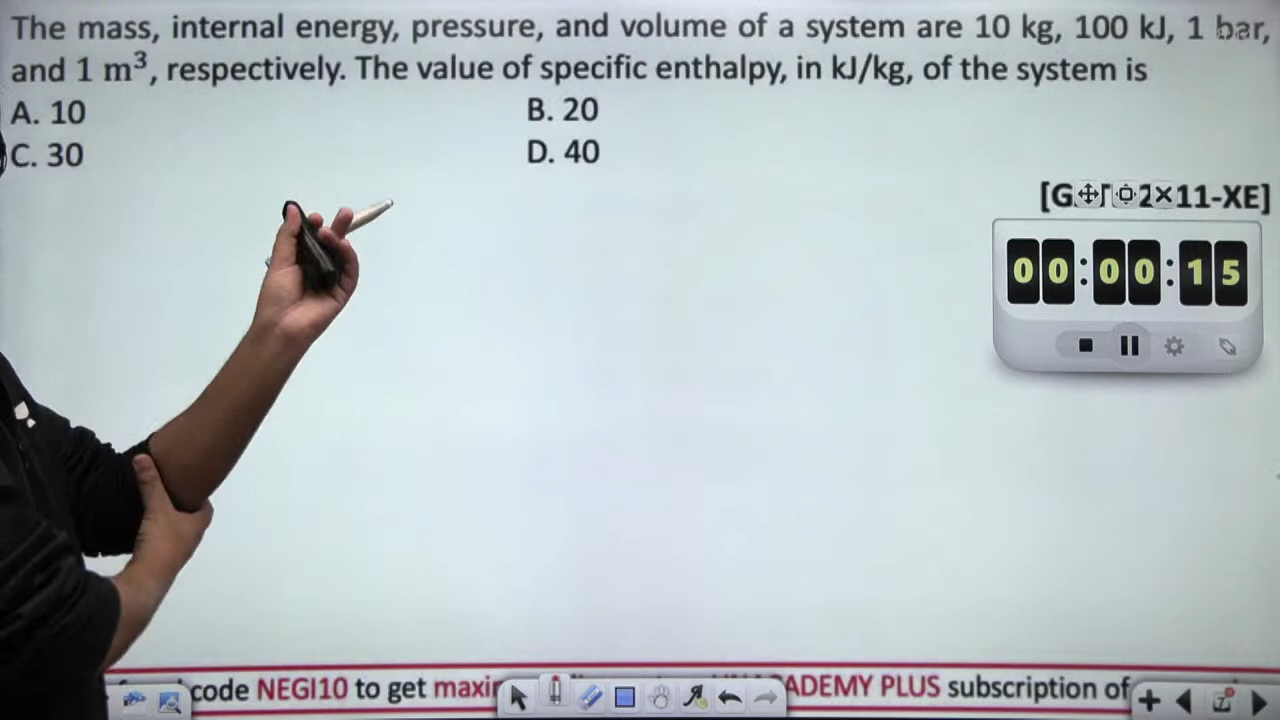 The mass, internal energy, pressure, and volume of a system are 10 kg, 100 kJ, 1 bar,
and 1 m³, respectively. The value of specific enthalpy, in kJ/kg, of the system is
A. 10 B. 20
C. 30 D. 40
11-XE]
00:00:15
code NEGI10 to get
PLUS subscription of